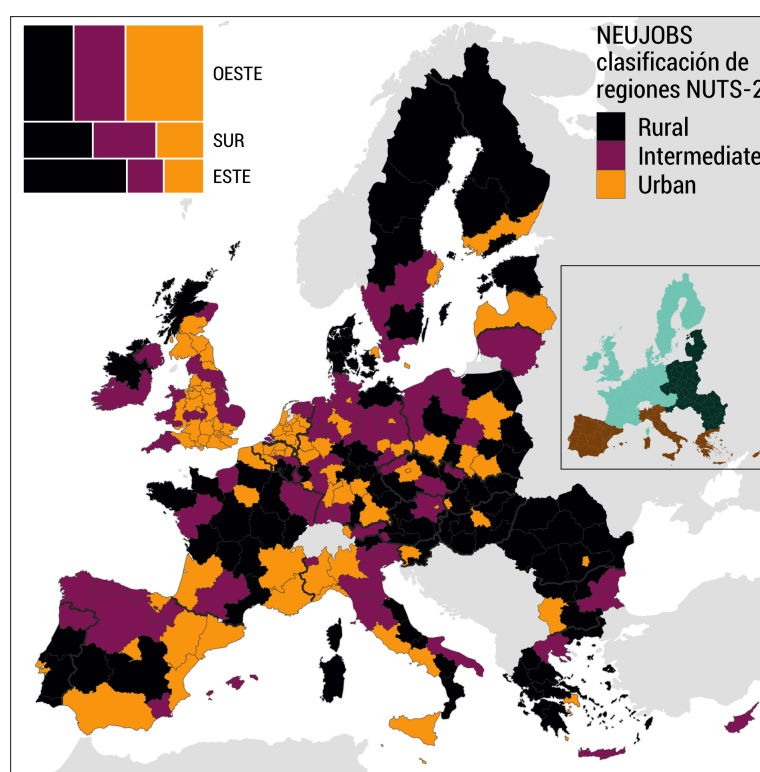 OESTE
SUR
ESTE
NEUJOBS
clasificación de
regiones NUTS-2
Rural
Intermediate
Urban